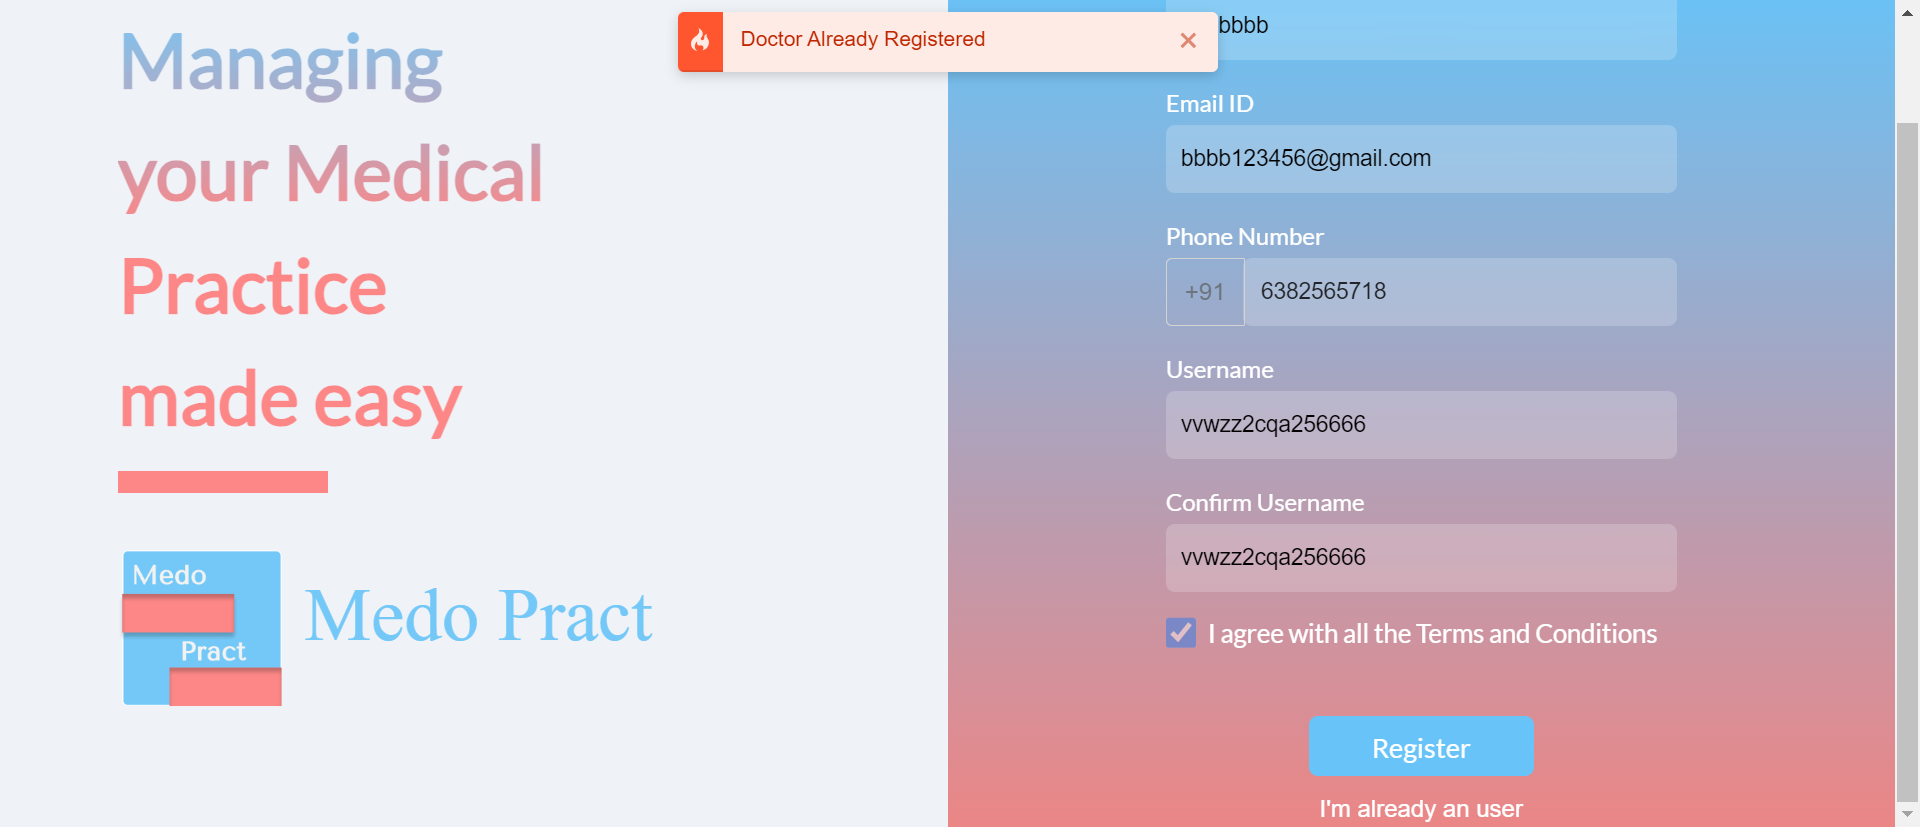 Managing
your Medical
Practice
made easy
Medo
Pract
Medo Pract
Doctor Already Registered
bbbb
Email ID
bbbb123456@gmail.com
Phone Number
+91
6382565718
Username
vvwzz2cqa256666
Confirm Username
vvwzz2cqa256666
I agree with all the Terms and Conditions
Register
I'm already an user